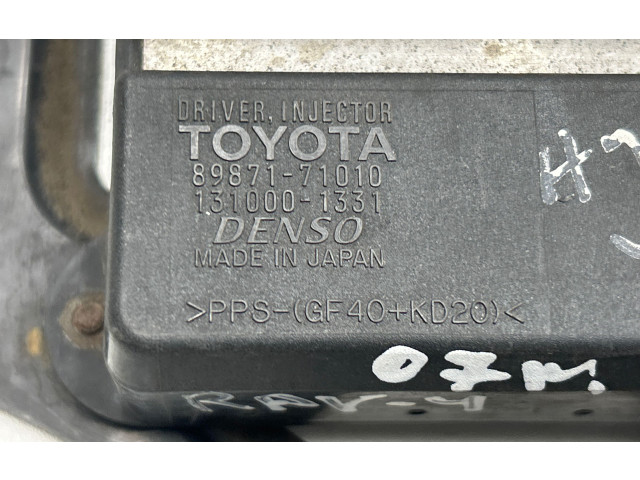 DRIVER, INJECTOR
TOYOTA
89871-71010
131000-1331
DENSO
MADE IN JAPAN
>PPS-(GF40+KD20)<
07m.
RAV-4